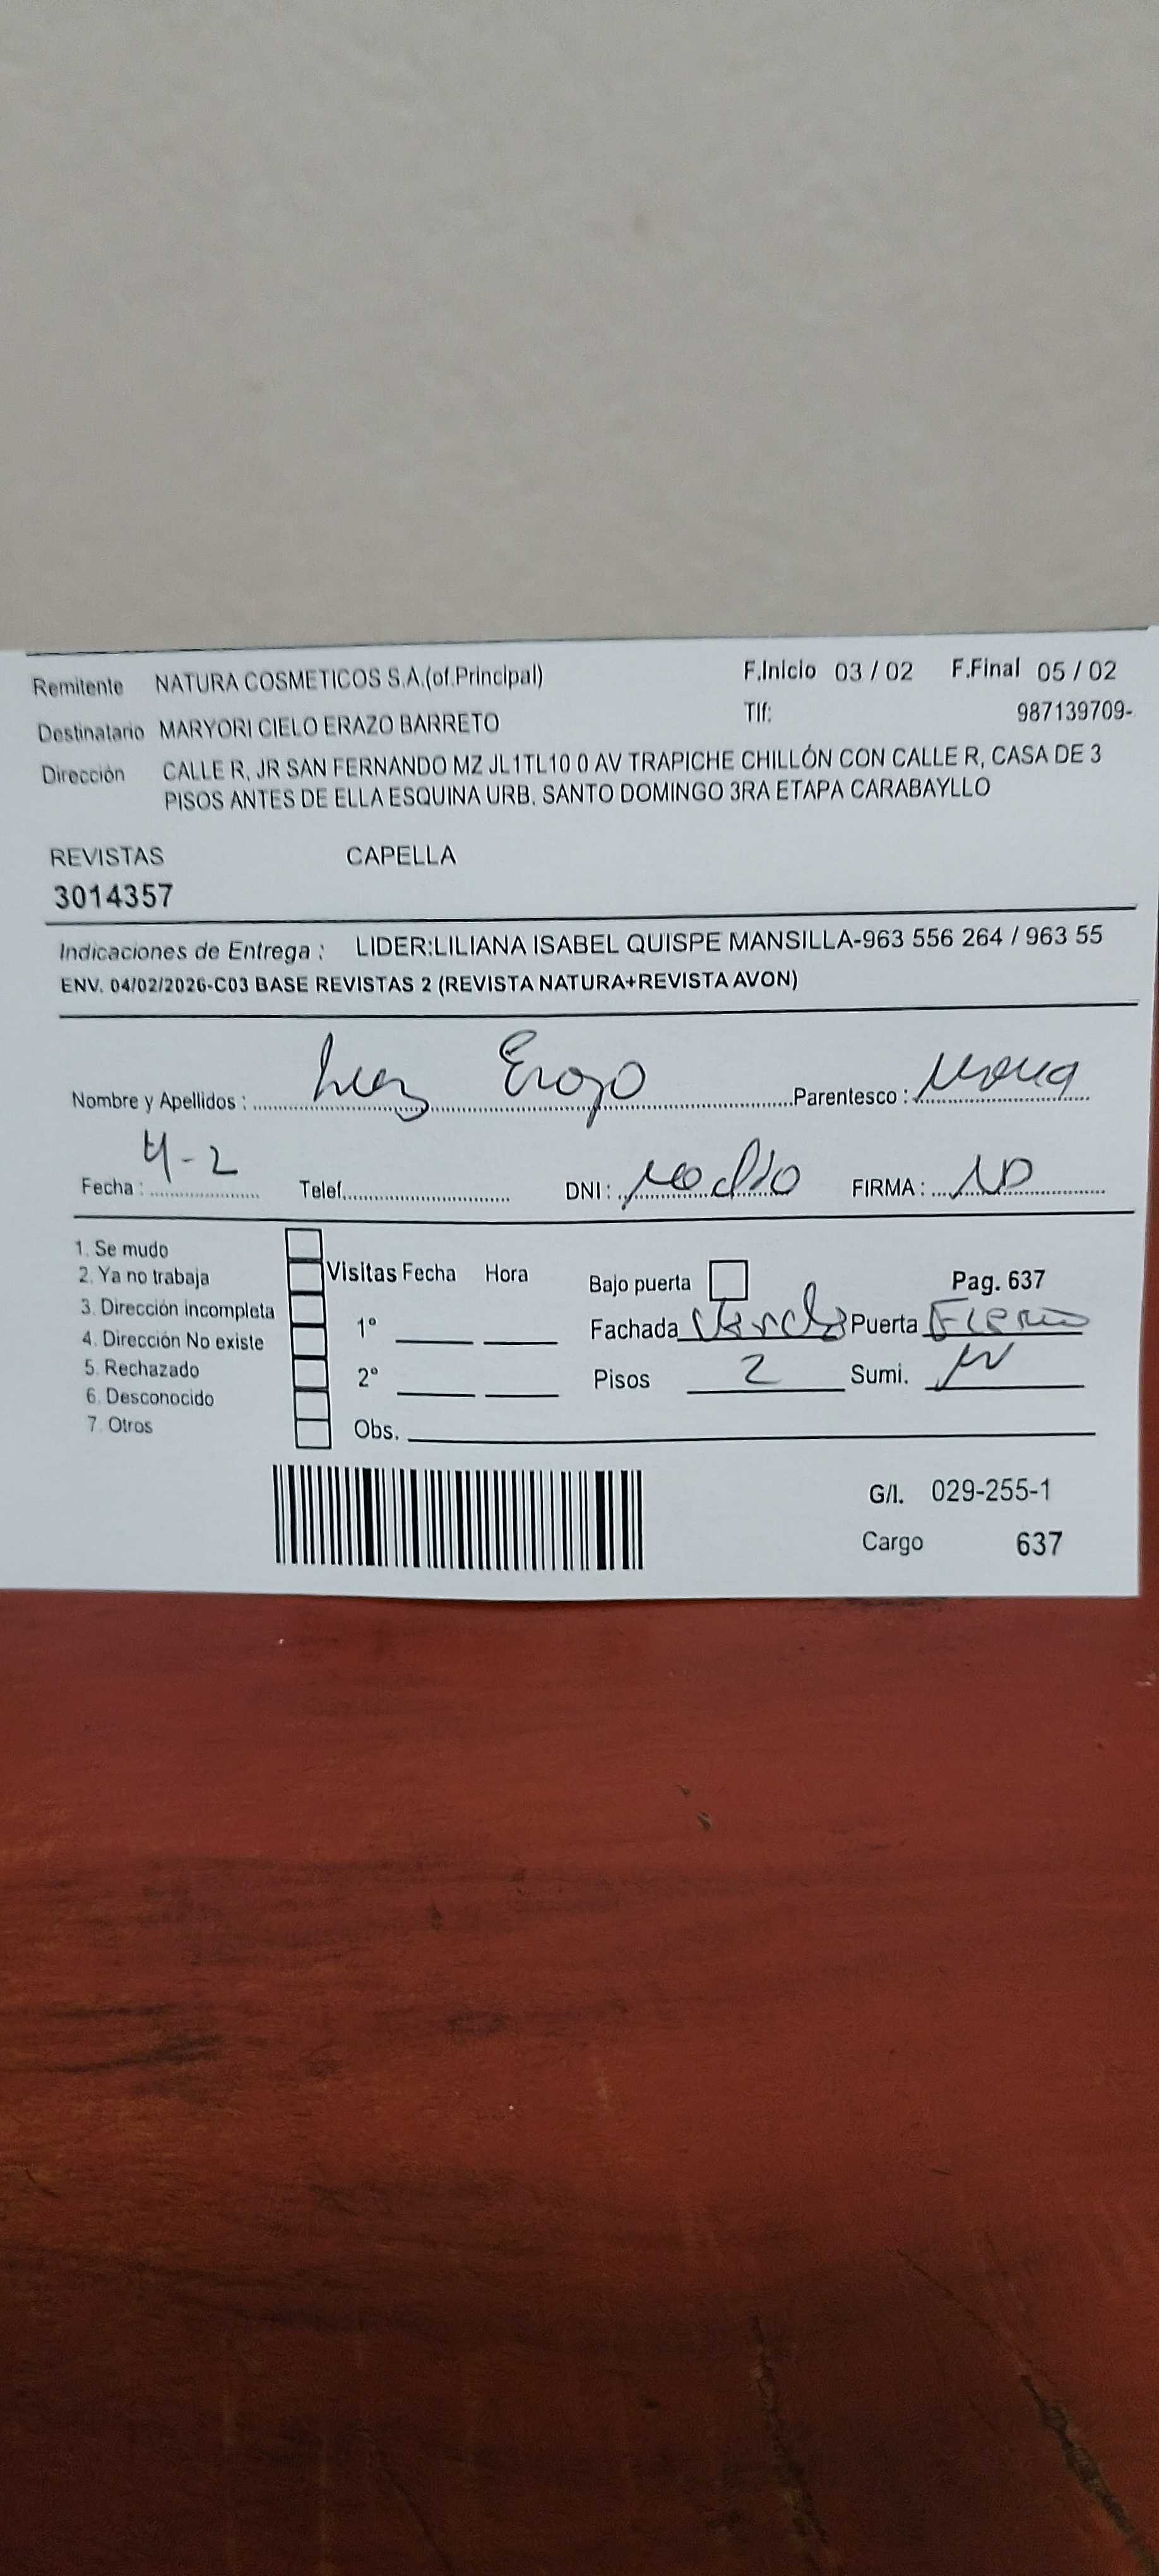 Remitente NATURA COSMETICOS S.A.(of.Principal) F.Inicio 03 / 02 F.Final 05 / 02
Destinatario MARYORI CIELO ERAZO BARRETO Tlf: 987139709-
Dirección CALLE R, JR SAN FERNANDO MZ JL1TL10 0 AV TRAPICHE CHILLÓN CON CALLE R, CASA DE 3
PISOS ANTES DE ELLA ESQUINA URB. SANTO DOMINGO 3RA ETAPA CARABAYLLO
REVISTAS CAPELLA
3014357
Indicaciones de Entrega : LIDER:LILIANA ISABEL QUISPE MANSILLA-963 556 264 / 963 55
ENV. 04/02/2026-C03 BASE REVISTAS 2 (REVISTA NATURA+REVISTA AVON)
Nombre y Apellidos : Luz Erazo Parentesco :
Fecha : 4-2 Telef. DNI : no dio FIRMA :
1. Se mudo
2. Ya no trabaja Visitas Fecha Hora Bajo puerta Pag. 637
3. Dirección incompleta 1° Fachada Verde Puerta Fierro
4. Dirección No existe
5. Rechazado 2° Pisos 2 Sumi.
6. Desconocido
7. Otros Obs.
G/I. 029-255-1
Cargo 637